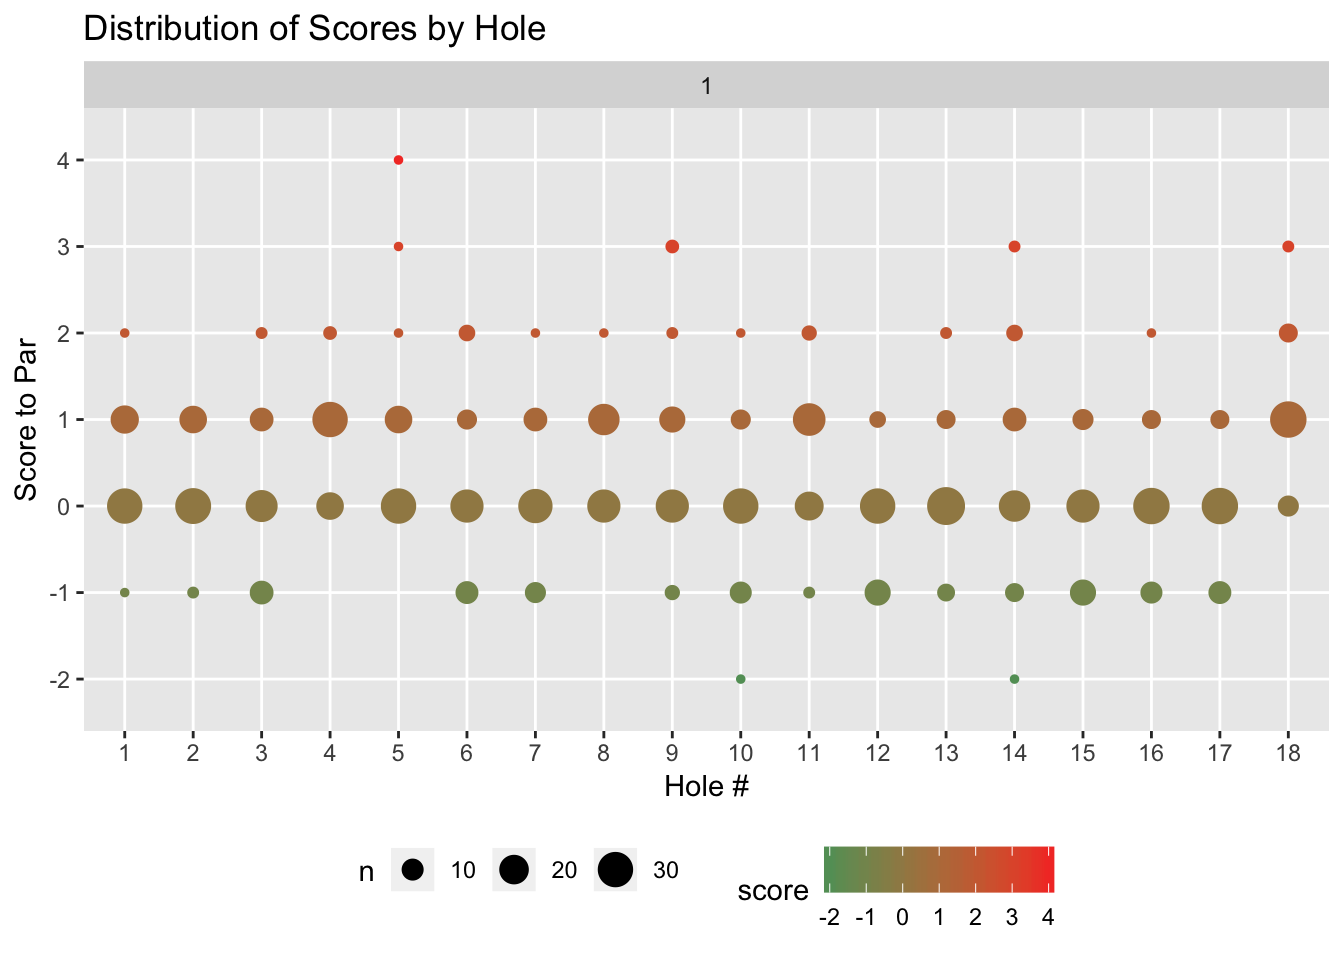 Distribution of Scores by Hole
1
4
3
2
1
0
-1
-2
Score to Par
1 2 3 4 5 6 7 8 9 10 11 12 13 14 15 16 17 18
Hole #
n 10 20 30
score
-2 -1 0 1 2 3 4